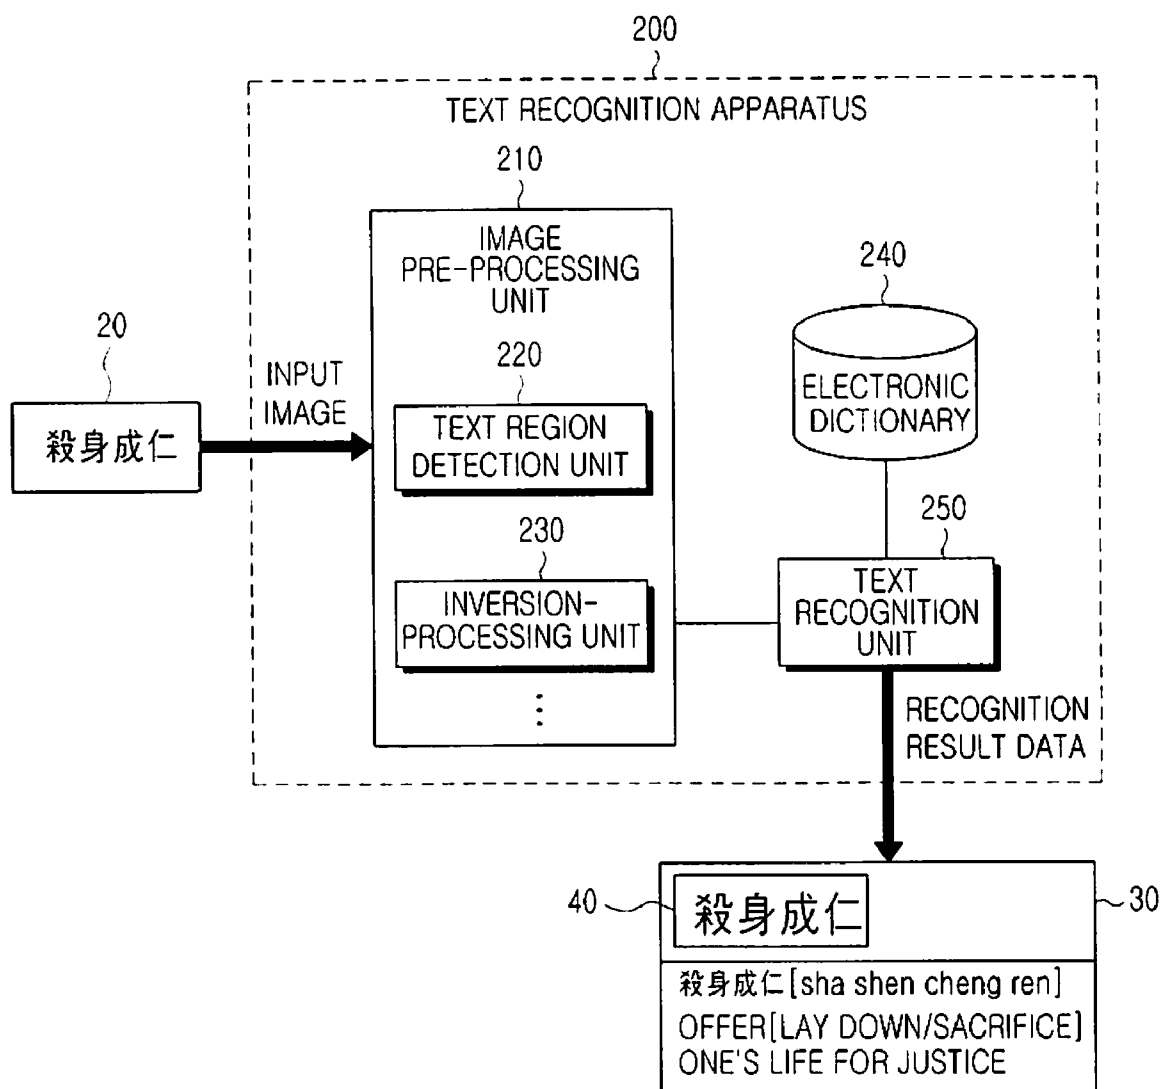 200
TEXT RECOGNITION APPARATUS
210
IMAGE
PRE-PROCESSING
UNIT
240
20
220
INPUT
IMAGE
ELECTRONIC
DICTIONARY
殺身成仁
TEXT REGION
DETECTION UNIT
230
250
INVERSION-
PROCESSING UNIT
TEXT
RECOGNITION
UNIT
RECOGNITION
RESULT DATA
40
殺身成仁
30
殺身成仁[sha shen cheng ren]
OFFER[LAY DOWN/SACRIFICE]
ONE'S LIFE FOR JUSTICE